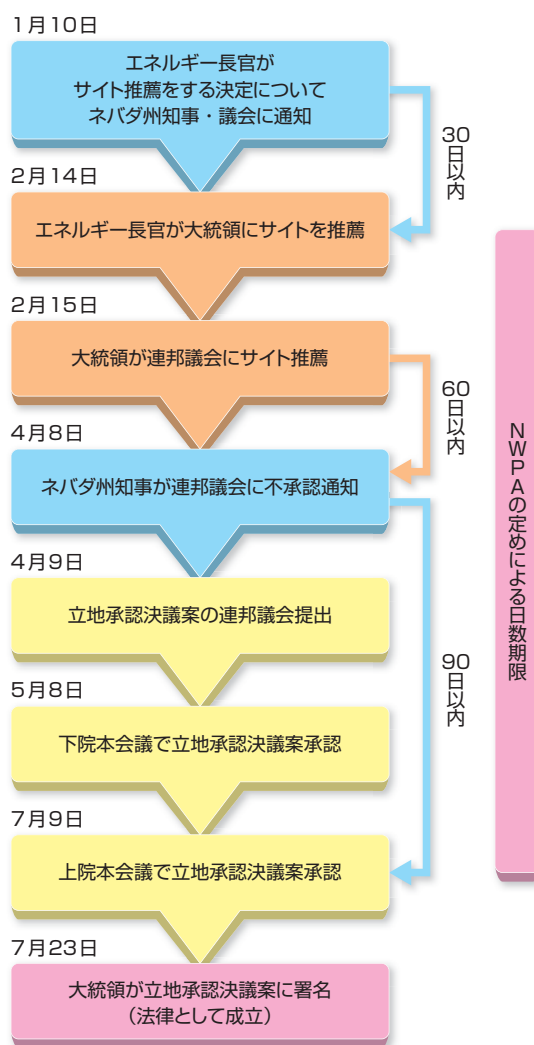 1月10日
エネルギー長官が
サイト推薦をする決定について
ネバダ州知事・議会に通知
30日以内
2月14日
エネルギー長官が大統領にサイトを推薦
2月15日
大統領が連邦議会にサイト推薦
60日以内
4月8日
ネバダ州知事が連邦議会に不承認通知
4月9日
立地承認決議案の連邦議会提出
90日以内
5月8日
下院本会議で立地承認決議案承認
7月9日
上院本会議で立地承認決議案承認
7月23日
大統領が立地承認決議案に署名
（法律として成立）
NWPAの定めによる日数期限